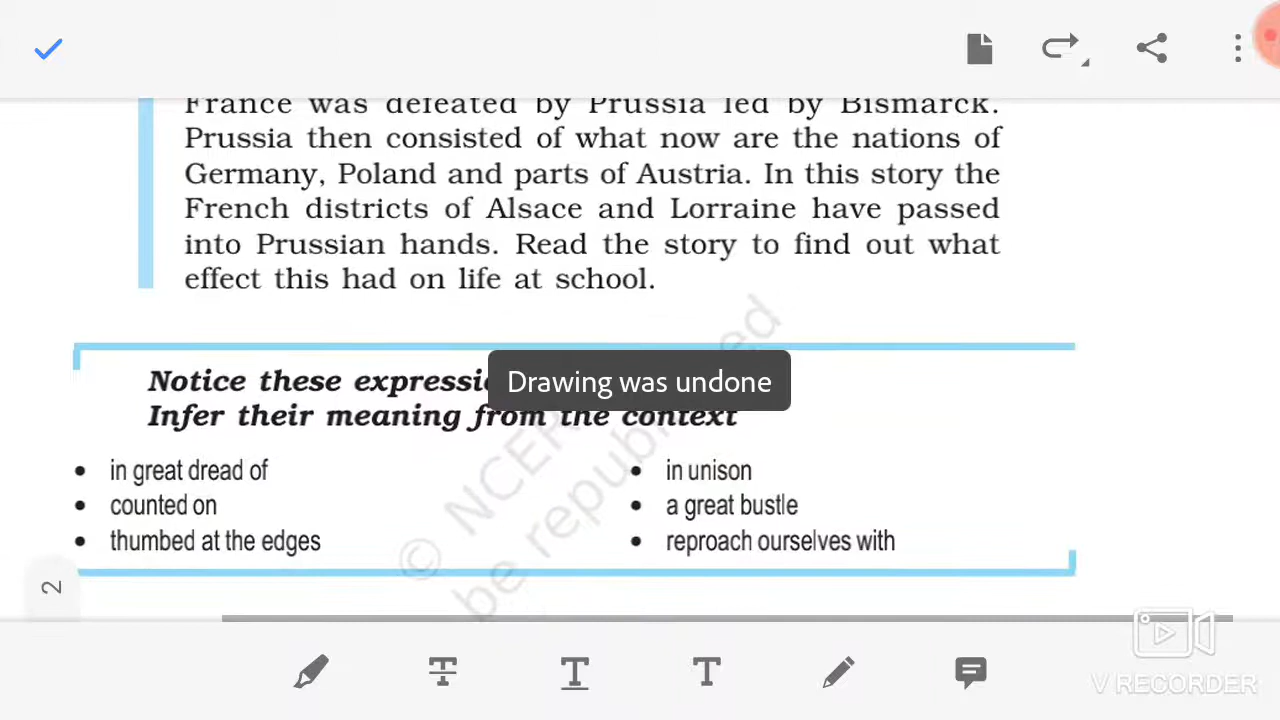 France was defeated by Prussia led by Bismarck.
Prussia then consisted of what now are the nations of
Germany, Poland and parts of Austria. In this story the
French districts of Alsace and Lorraine have passed
into Prussian hands. Read the story to find out what
effect this had on life at school.
Notice these expressi
Drawing was undone
Infer their meaning from the context
• in great dread of
• counted on
• thumbed at the edges
• in unison
• a great bustle
• reproach ourselves with
© NCER
be republi
ed
2
T
T
T
V RECORDER